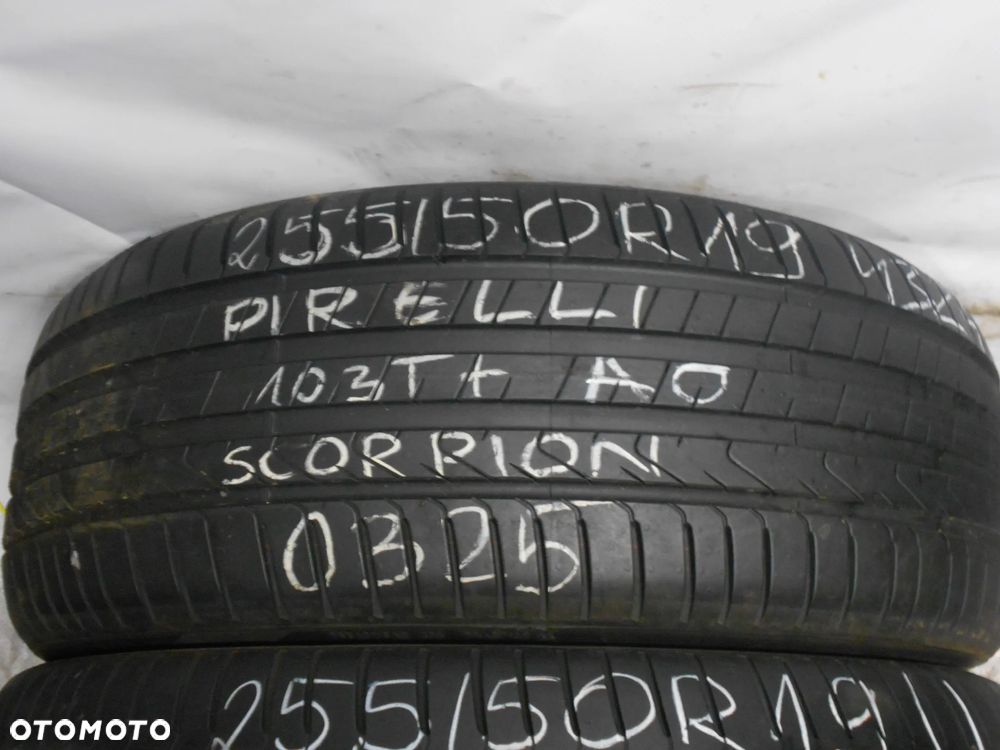 255/50R19
PIRELLI
103T+ AO
SCORPION
0325
255/50R19
OTOMOTO